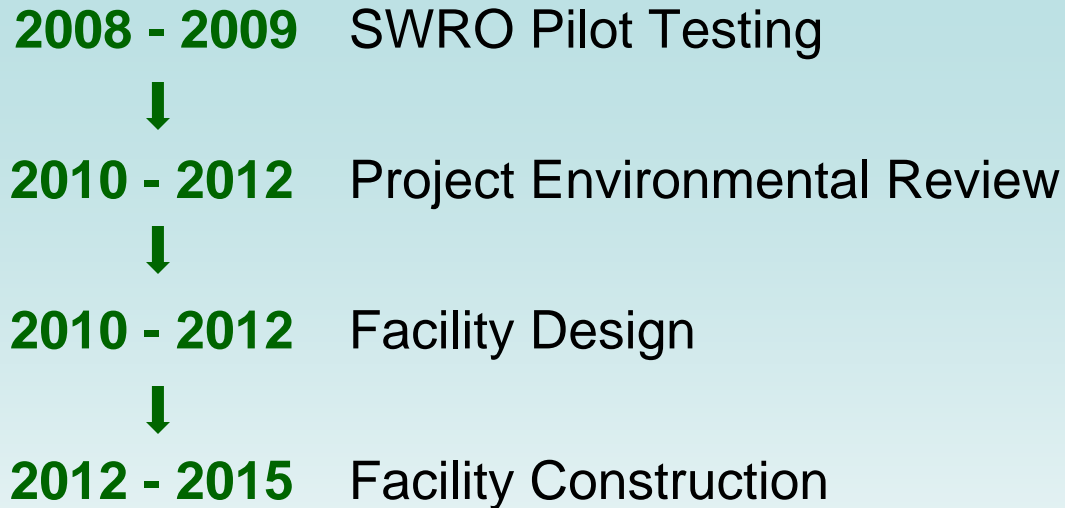 2008 - 2009 SWRO Pilot Testing
2010 - 2012 Project Environmental Review
2010 - 2012 Facility Design
2012 - 2015 Facility Construction